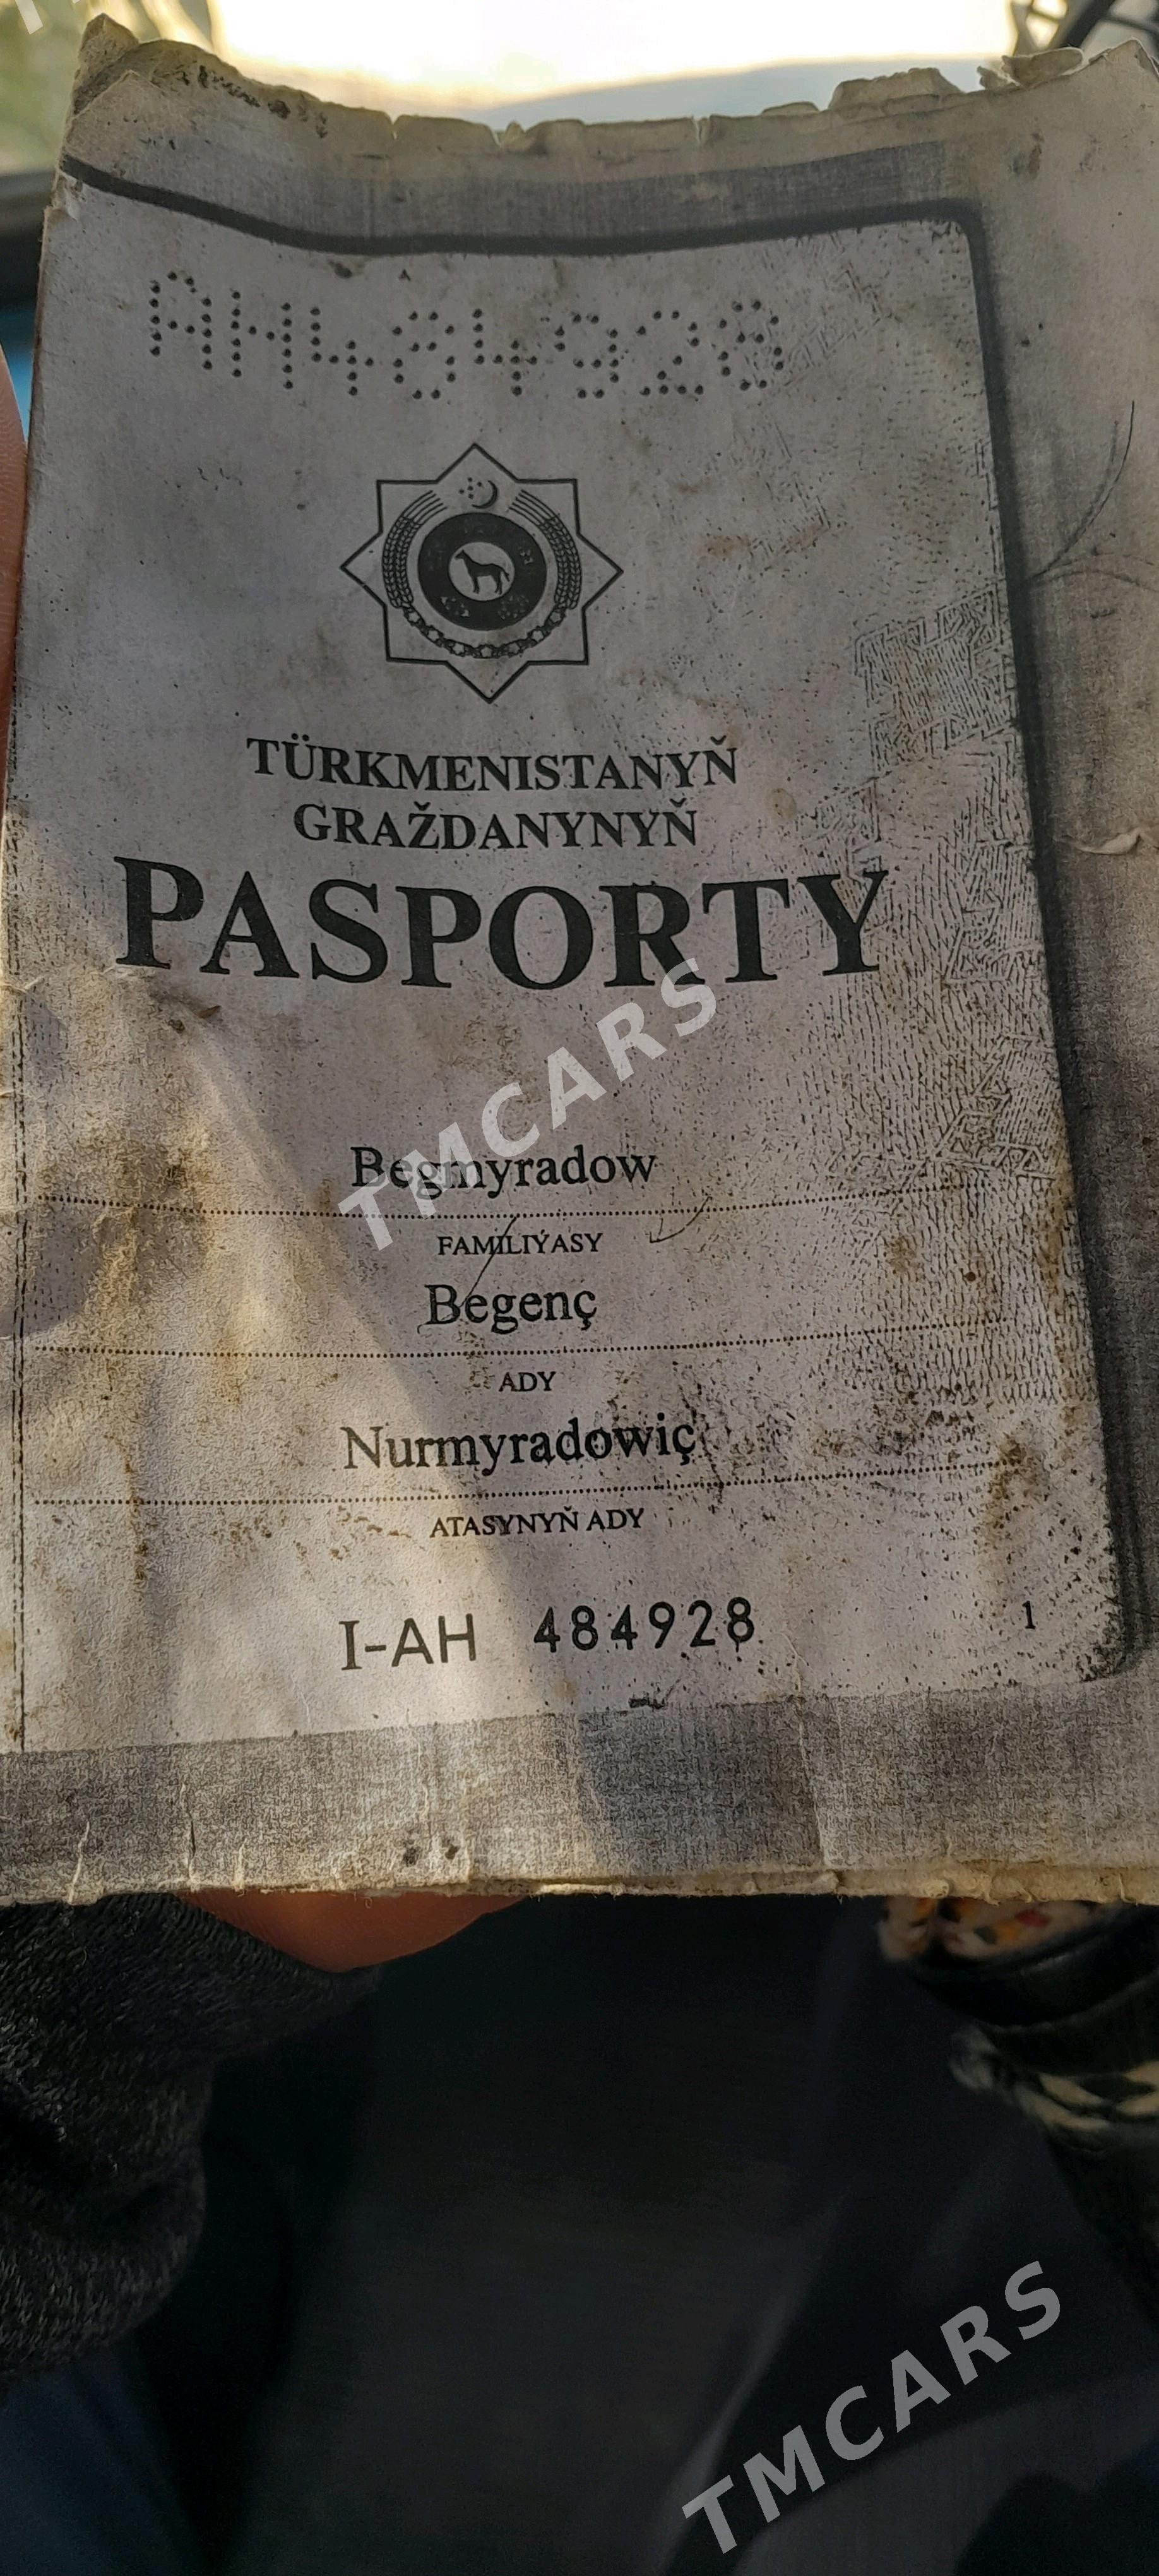 AH484928
TÜRKMENISTANYŇ
GRAŽDANYNYŇ
PASPORTY
Begmyradow
FAMILIÝASY
Begenç
ADY
Nurmyradowiç
ATASYNYŇ ADY
I-AH 484928
1
TMCARS
TMCARS